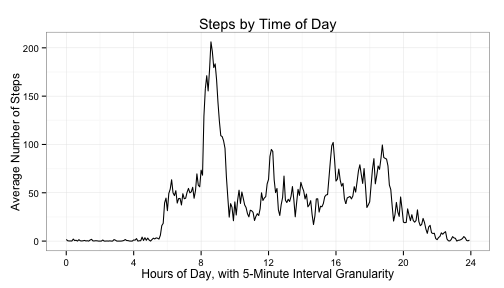 Steps by Time of Day
Average Number of Steps
200
150
100
50
0
0 4 8 12 16 20 24
Hours of Day, with 5-Minute Interval Granularity